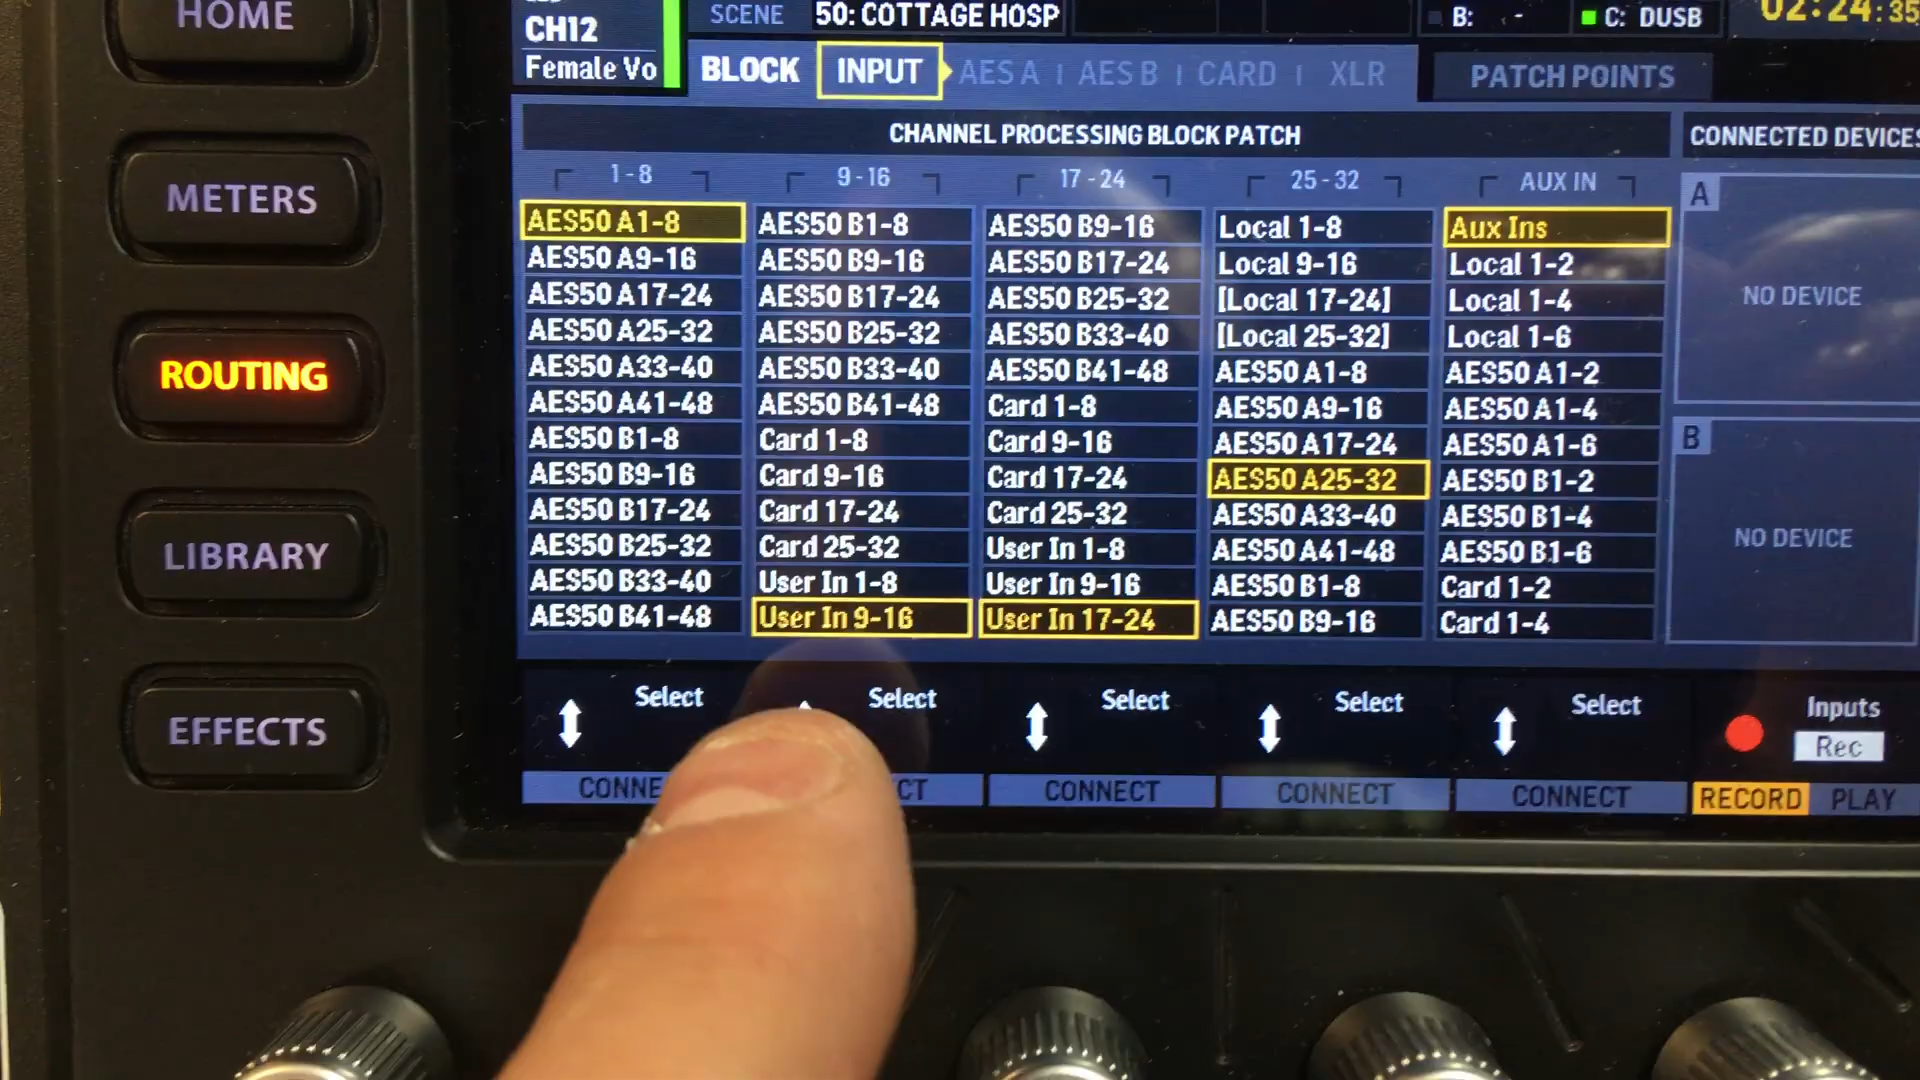 HOME
METERS
ROUTING
LIBRARY
EFFECTS
CH12
Female Vo
SCENE 50: COTTAGE HOSP
B: -
C: DUSB
02:24:35
BLOCK INPUT AES A AES B CARD XLR PATCH POINTS
CHANNEL PROCESSING BLOCK PATCH
CONNECTED DEVICES
1-8
AES50 A1-8
AES50 A9-16
AES50 A17-24
AES50 A25-32
AES50 A33-40
AES50 A41-48
AES50 B1-8
AES50 B9-16
AES50 B17-24
AES50 B25-32
AES50 B33-40
AES50 B41-48
9-16
AES50 B1-8
AES50 B9-16
AES50 B17-24
AES50 B25-32
AES50 B33-40
AES50 B41-48
Card 1-8
Card 9-16
Card 17-24
Card 25-32
User In 1-8
User In 9-16
17-24
AES50 B9-16
AES50 B17-24
AES50 B25-32
AES50 B33-40
AES50 B41-48
Card 1-8
Card 9-16
Card 17-24
Card 25-32
User In 1-8
User In 9-16
User In 17-24
25-32
Local 1-8
Local 9-16
[Local 17-24]
[Local 25-32]
AES50 A1-8
AES50 A9-16
AES50 A17-24
AES50 A25-32
AES50 A33-40
AES50 A41-48
AES50 B1-8
AES50 B9-16
AUX IN
Aux Ins
Local 1-2
Local 1-4
Local 1-6
AES50 A1-2
AES50 A1-4
AES50 A1-6
AES50 B1-2
AES50 B1-4
AES50 B1-6
Card 1-2
Card 1-4
A
NO DEVICE
B
NO DEVICE
Select Select Select Select Select
Inputs
Rec
CONNE CT CONNECT CONNECT CONNECT RECORD PLAY